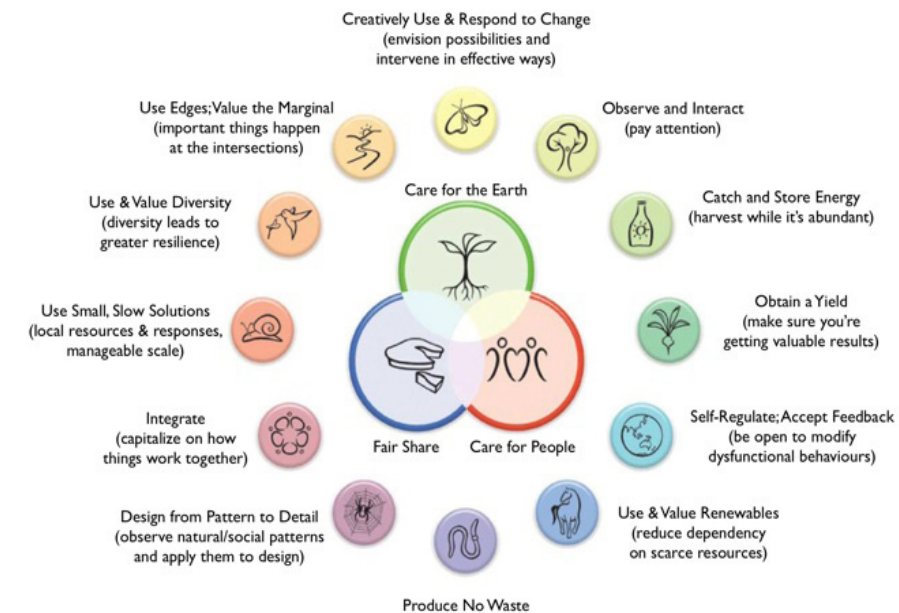 Creatively Use & Respond to Change
(envision possibilities and
intervene in effective ways)
Use Edges; Value the Marginal
(important things happen
at the intersections)
Observe and Interact
(pay attention)
Care for the Earth
Use & Value Diversity
(diversity leads to
greater resilience)
Catch and Store Energy
(harvest while it's abundant)
Use Small, Slow Solutions
(local resources & responses,
manageable scale)
Obtain a Yield
(make sure you're
getting valuable results)
Integrate
(capitalize on how
things work together)
Fair Share
Care for People
Self-Regulate; Accept Feedback
(be open to modify
dysfunctional behaviours)
Design from Pattern to Detail
(observe natural/social patterns
and apply them to design)
Use & Value Renewables
(reduce dependency
on scarce resources)
Produce No Waste